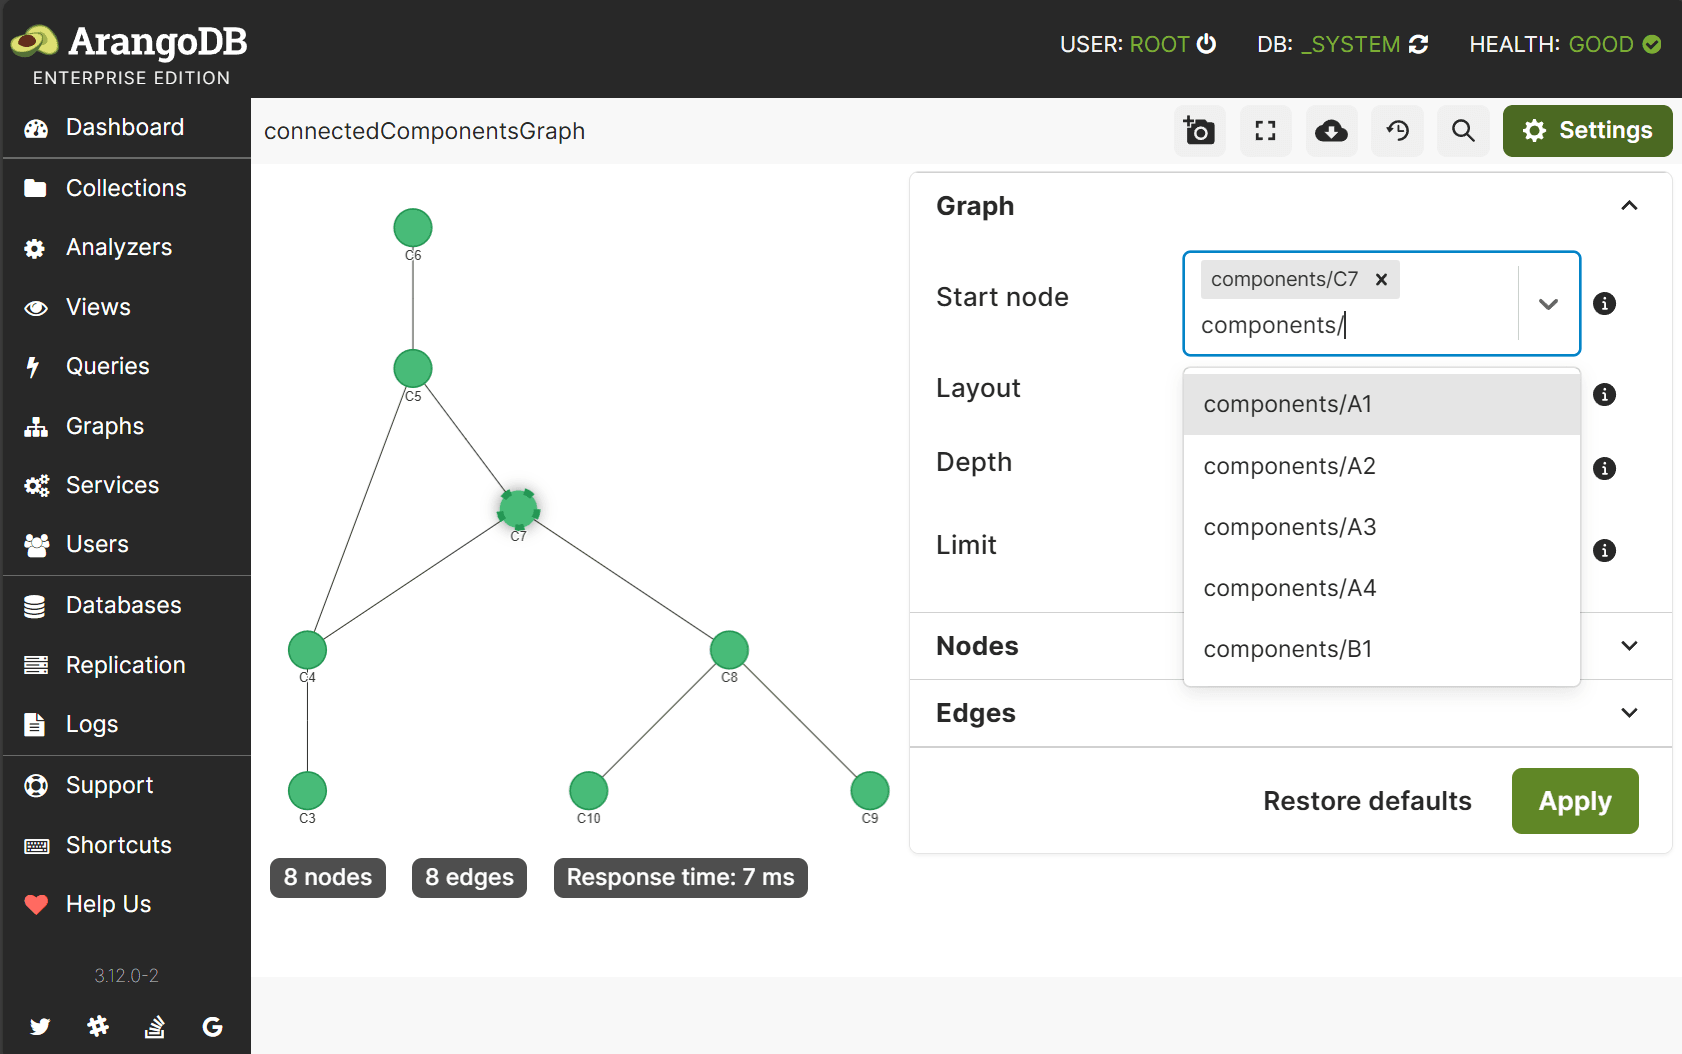 ArangoDB
ENTERPRISE EDITION
USER: ROOT
DB: _SYSTEM
HEALTH: GOOD
Dashboard
Collections
Analyzers
Views
Queries
Graphs
Services
Users
Databases
Replication
Logs
Support
Shortcuts
Help Us
3.12.0-2
connectedComponentsGraph
Settings
C6
C5
C7
C4
C8
C3
C10
C9
8 nodes
8 edges
Response time: 7 ms
Graph
Start node
components/C7
components/
Layout
Depth
Limit
components/A1
components/A2
components/A3
components/A4
components/B1
Nodes
Edges
Restore defaults
Apply